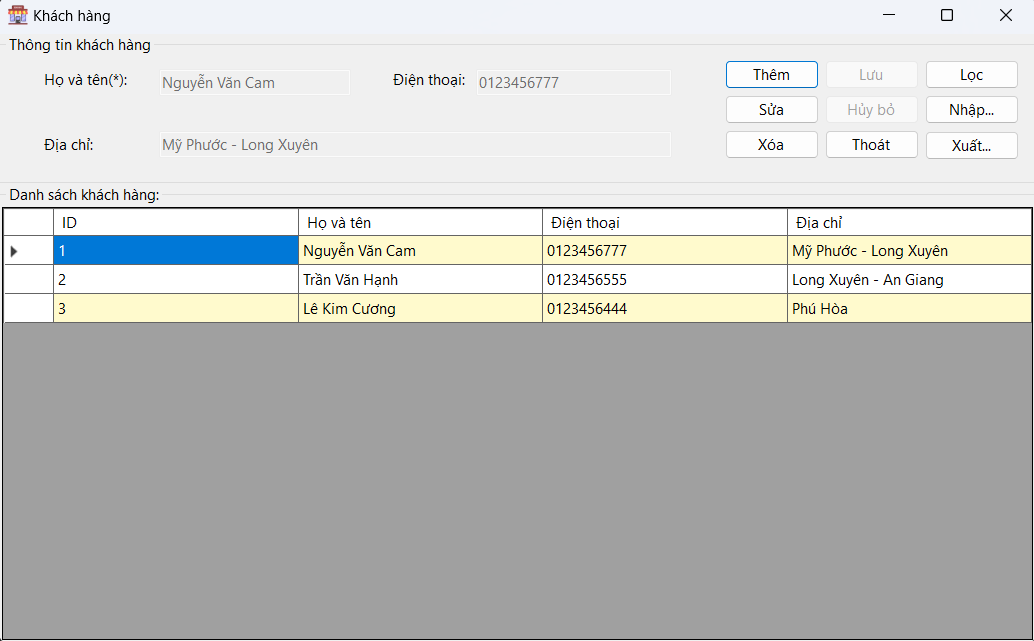 Khách hàng
Thông tin khách hàng
Họ và tên(*): Nguyễn Văn Cam Điện thoại: 0123456777 Thêm Lưu Lọc
Sửa Hủy bỏ Nhập...
Địa chỉ: Mỹ Phước - Long Xuyên Xóa Thoát Xuất...
Danh sách khách hàng:
ID Họ và tên Điện thoại Địa chỉ
1 Nguyễn Văn Cam 0123456777 Mỹ Phước - Long Xuyên
2 Trần Văn Hạnh 0123456555 Long Xuyên - An Giang
3 Lê Kim Cương 0123456444 Phú Hòa